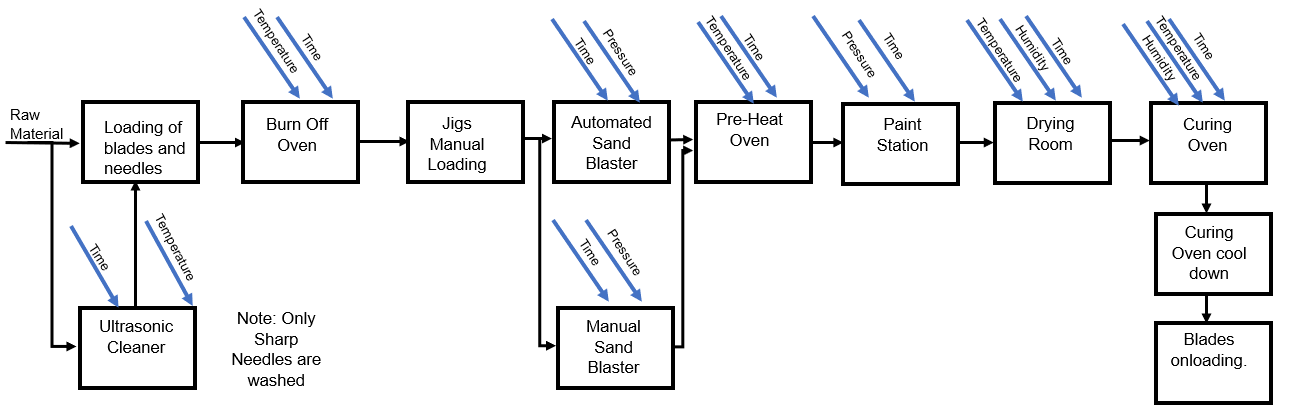 Temperature
Time
Time
Pressure
Temperature
Time
Pressure
Time
Temperature
Humidity
Time
Humidity
Temperature
Time
Raw
Material
Loading of
blades and
needles
Burn Off
Oven
Jigs
Manual
Loading
Automated
Sand
Blaster
Pre-Heat
Oven
Paint
Station
Drying
Room
Curing
Oven
Time
Temperature
Time
Pressure
Curing
Oven cool
down
Ultrasonic
Cleaner
Note: Only
Sharp
Needles are
washed
Manual
Sand
Blaster
Blades
onloading.